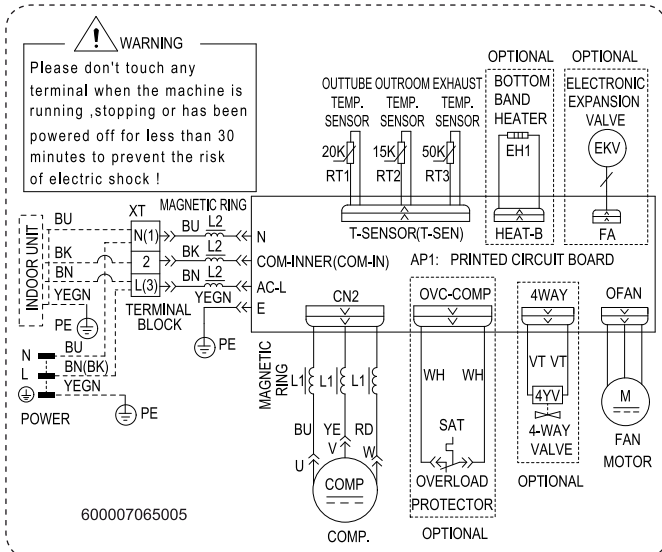 WARNING
Please don't touch any
terminal when the machine is
running ,stopping or has been
powered off for less than 30
minutes to prevent the risk
of electric shock !
OUTTUBE OUTROOM EXHAUST
TEMP. TEMP. TEMP.
SENSOR SENSOR SENSOR
20K 15K 50K
RT1 RT2 RT3
T-SENSOR(T-SEN)
OPTIONAL
BOTTOM
BAND
HEATER
EH1
HEAT-B
OPTIONAL
ELECTRONIC
EXPANSION
VALVE
EKV
FA
INDOOR UNIT
BU
BK
BN
YEGN
PE
XT
N(1)
2
L(3)
TERMINAL
BLOCK
MAGNETIC RING
BU L2
BK L2
BN L2
YEGN
PE
N
COM-INNER(COM-IN)
AC-L
E
AP1: PRINTED CIRCUIT BOARD
N
L
BU
BN(BK)
YEGN
PE
POWER
CN2
MAGNETIC
RING
L1 L1 L1
BU YE RD
U V W
COMP
COMP.
OVC-COMP
WH WH
SAT
OVERLOAD
PROTECTOR
OPTIONAL
4WAY
VT VT
4YV
4-WAY
VALVE
OPTIONAL
OFAN
M
FAN
MOTOR
600007065005